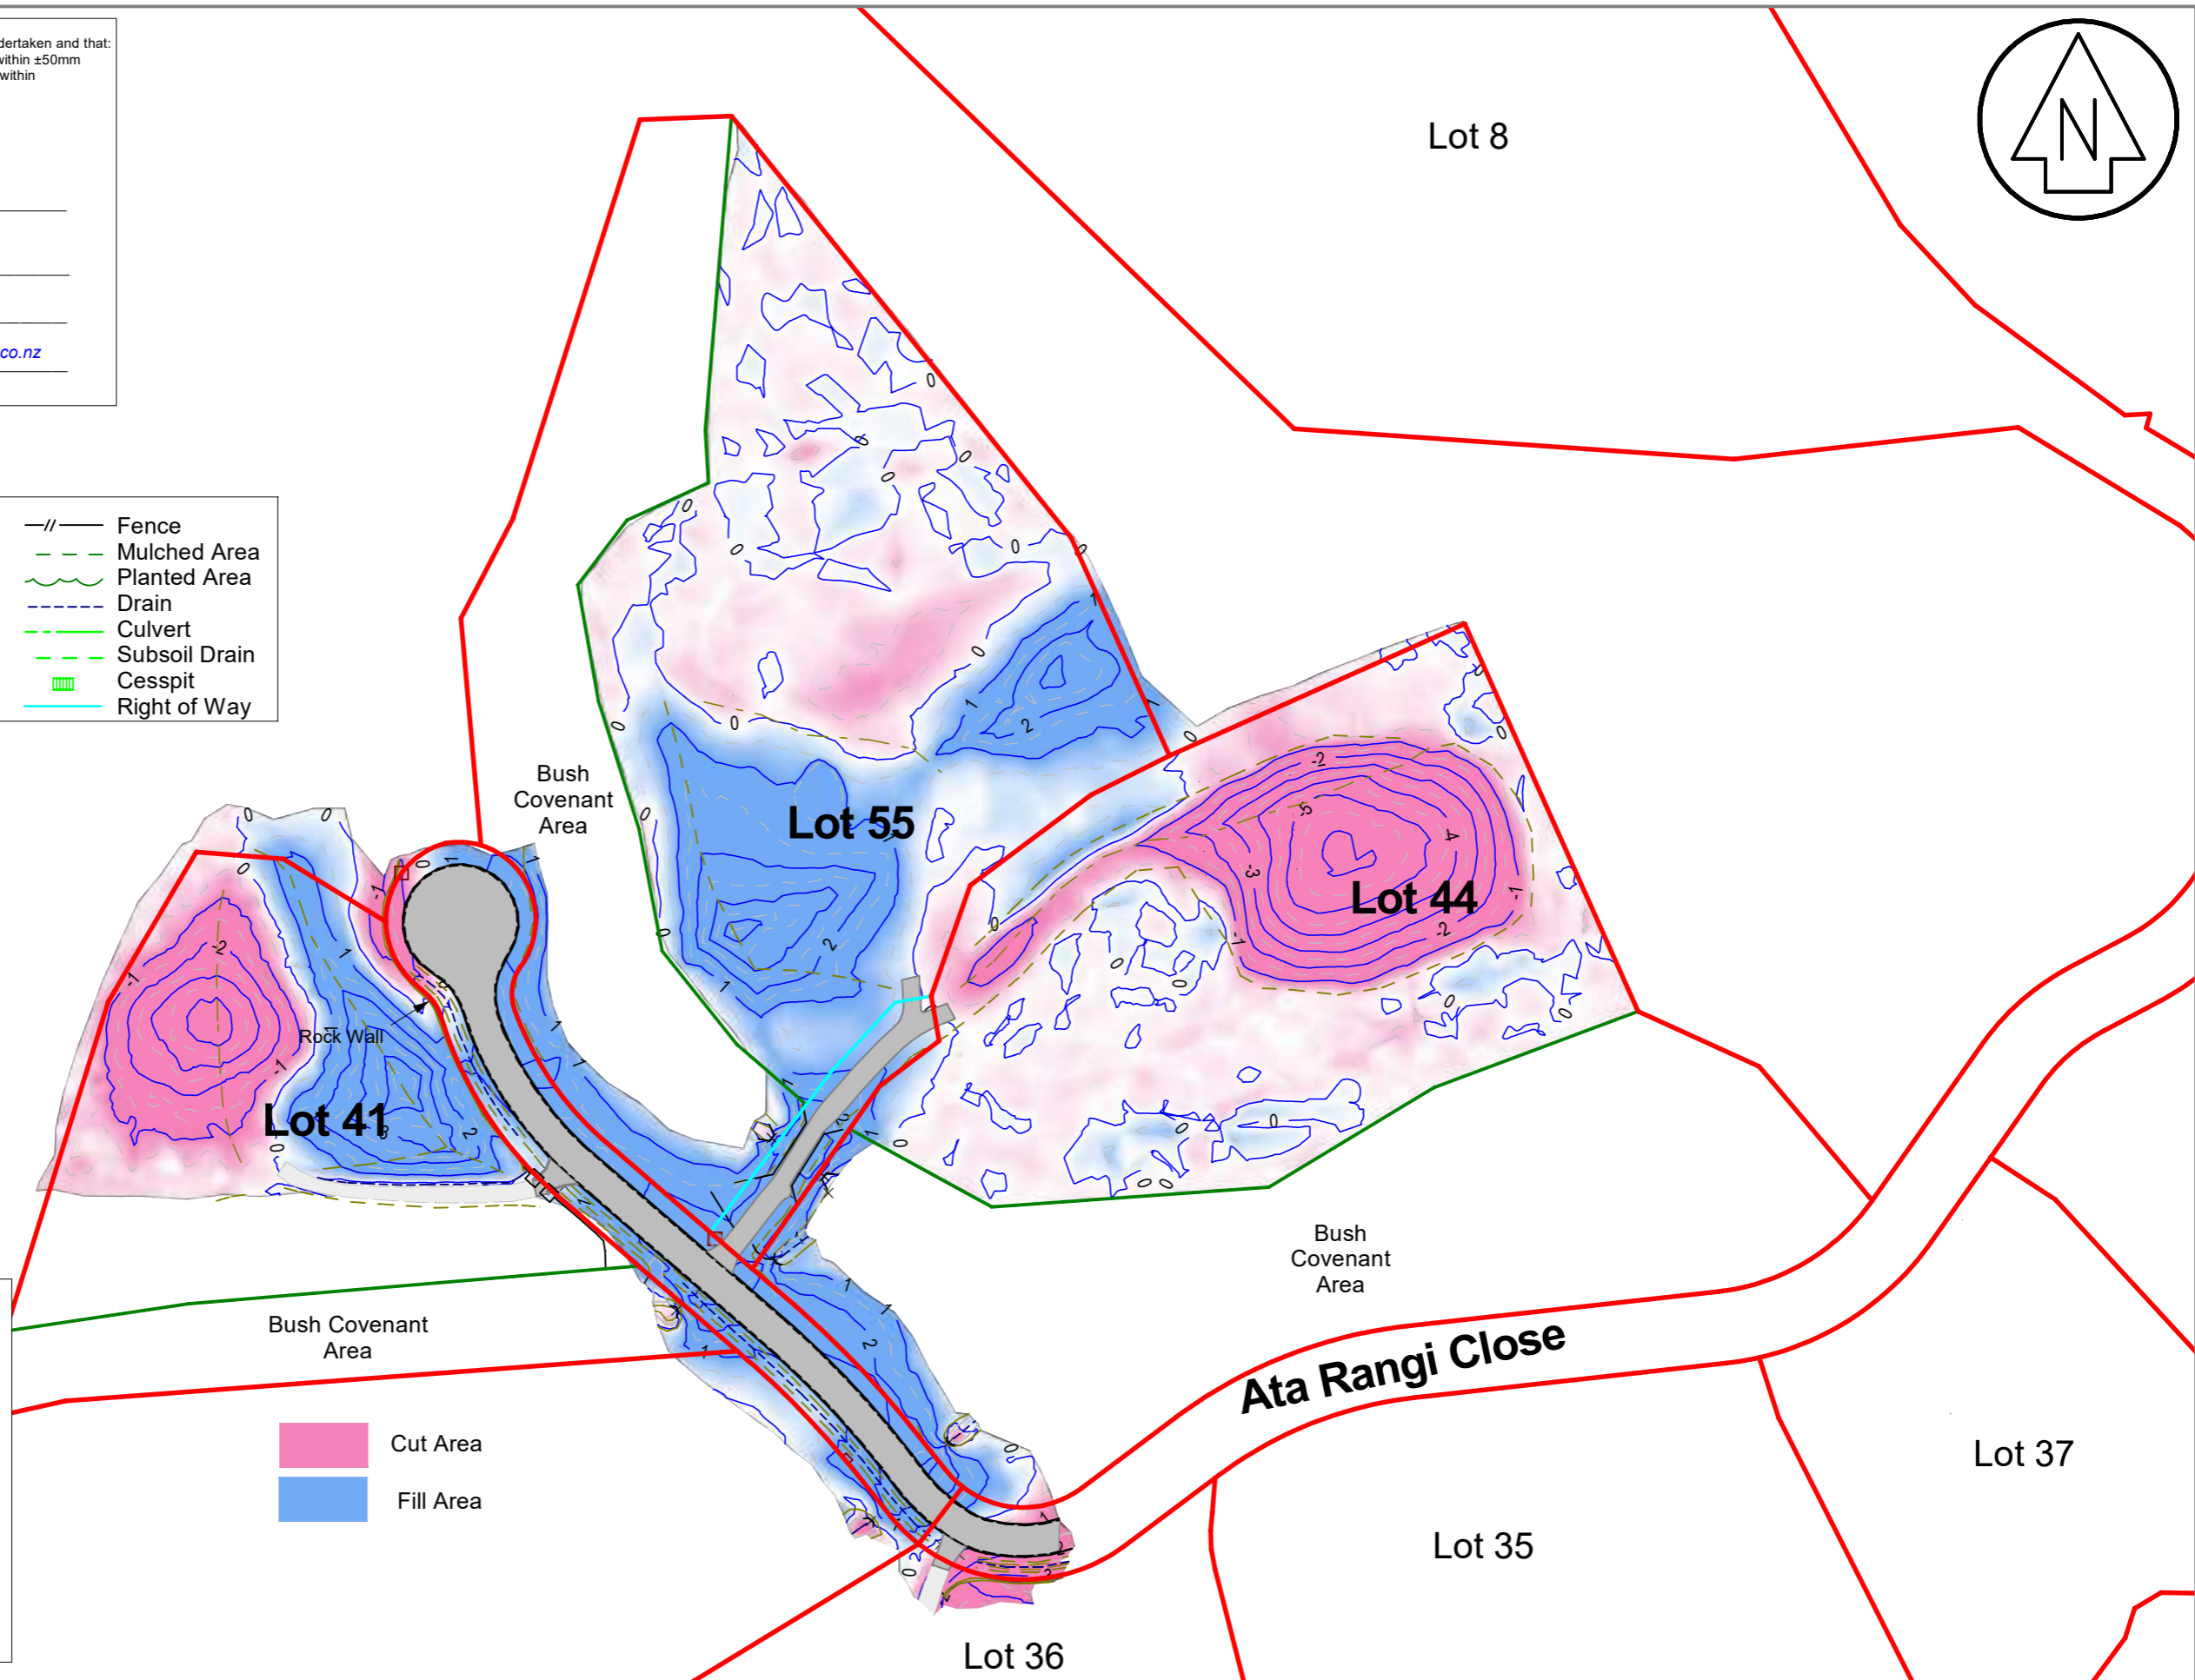 dertaken and that:
within ±50mm
within
co.nz
Fence
Mulched Area
Planted Area
Drain
Culvert
Subsoil Drain
Cesspit
Right of Way
N
Lot 8
Bush
Covenant
Area
Lot 55
Lot 44
Rock Wall
Lot 41
Bush
Covenant
Area
Bush Covenant
Area
Ata Rangi Close
Cut Area
Fill Area
Lot 37
Lot 35
Lot 36